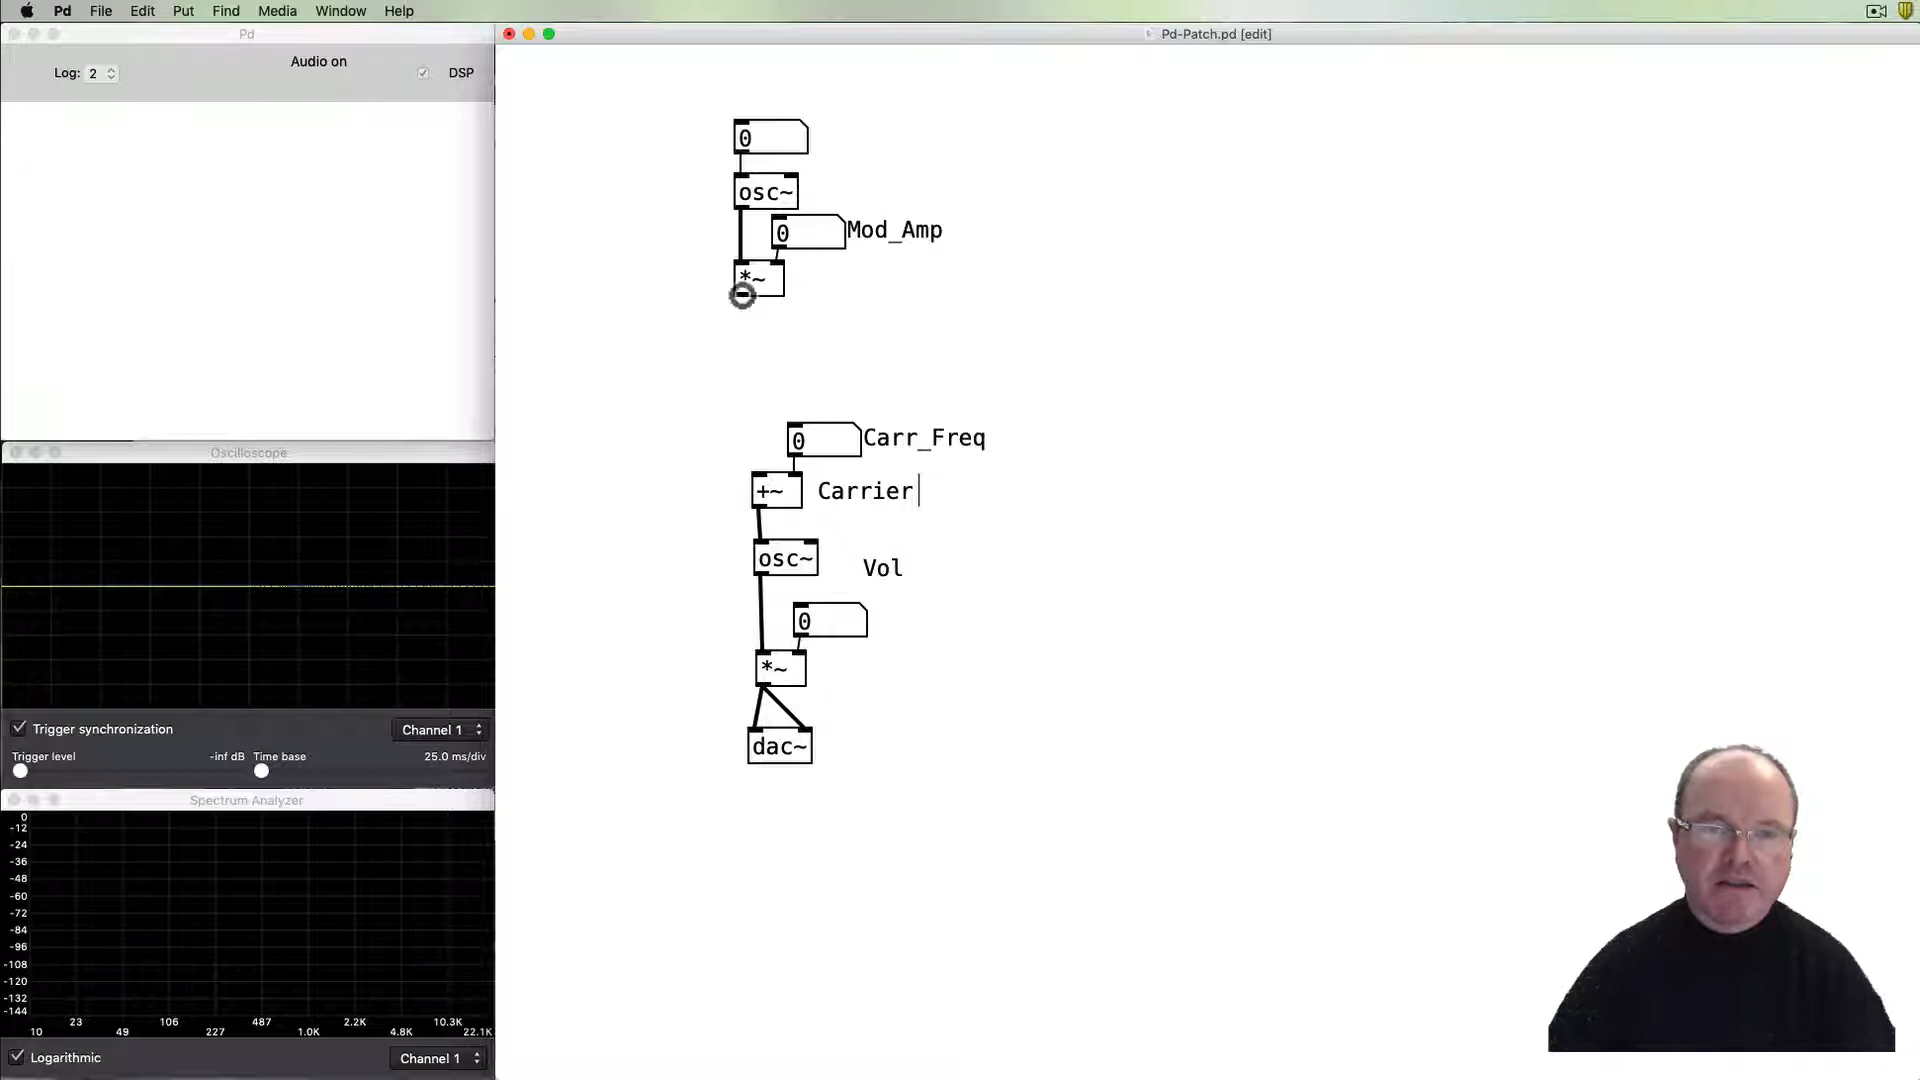 Pd File Edit Put Find Media Window Help
Pd
Pd-Patch.pd [edit]
Audio on
Log: 2
DSP
0
osc~
0 Mod_Amp
*~
0 Carr_Freq
+~ Carrier
osc~ Vol
0
*~
dac~
Oscilloscope
Trigger synchronization Channel 1
Trigger level -inf dB Time base 25.0 ms/div
Spectrum Analyzer
0
-12
-24
-36
-48
-60
-72
-84
-96
-108
-120
-132
-144
23 106 487 2.2K 10.3K
10 49 227 1.0K 4.8K 22.1K
Logarithmic Channel 1